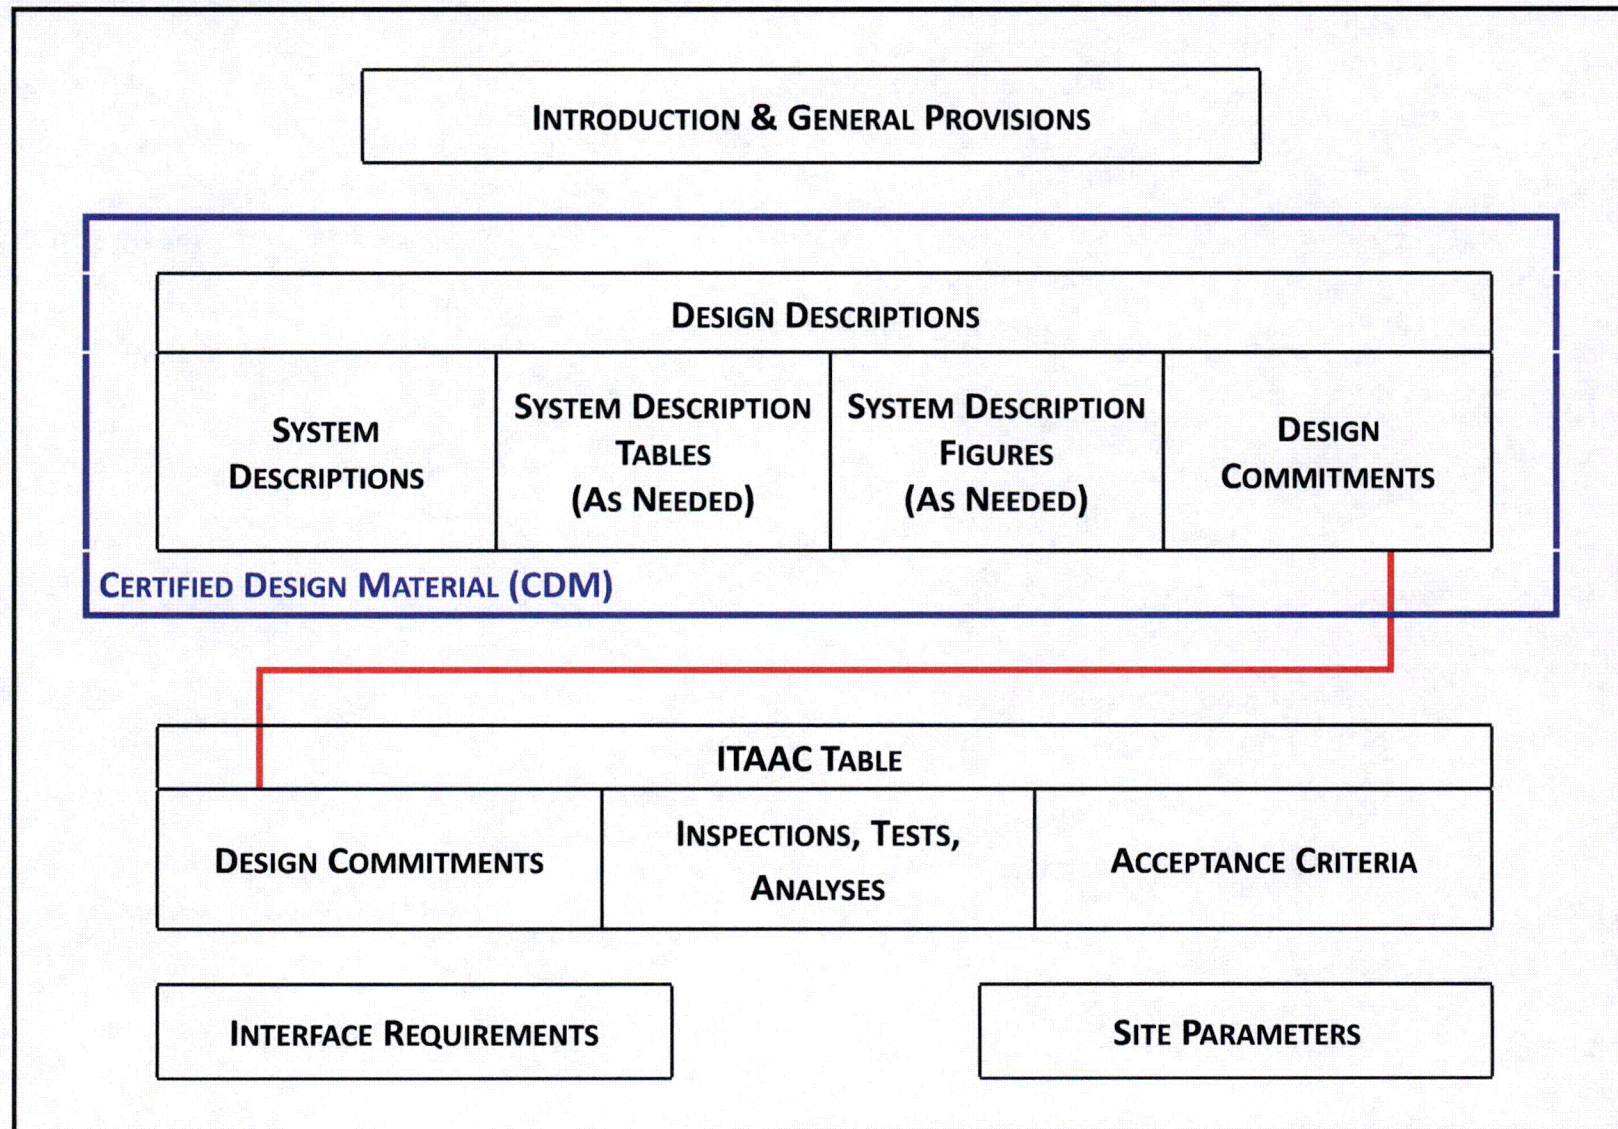 INTRODUCTION & GENERAL PROVISIONS
DESIGN DESCRIPTIONS
SYSTEM
DESCRIPTIONS
SYSTEM DESCRIPTION
TABLES
(AS NEEDED)
SYSTEM DESCRIPTION
FIGURES
(AS NEEDED)
DESIGN
COMMITMENTS
CERTIFIED DESIGN MATERIAL (CDM)
ITAAC TABLE
DESIGN COMMITMENTS
INSPECTIONS, TESTS,
ANALYSES
ACCEPTANCE CRITERIA
INTERFACE REQUIREMENTS
SITE PARAMETERS